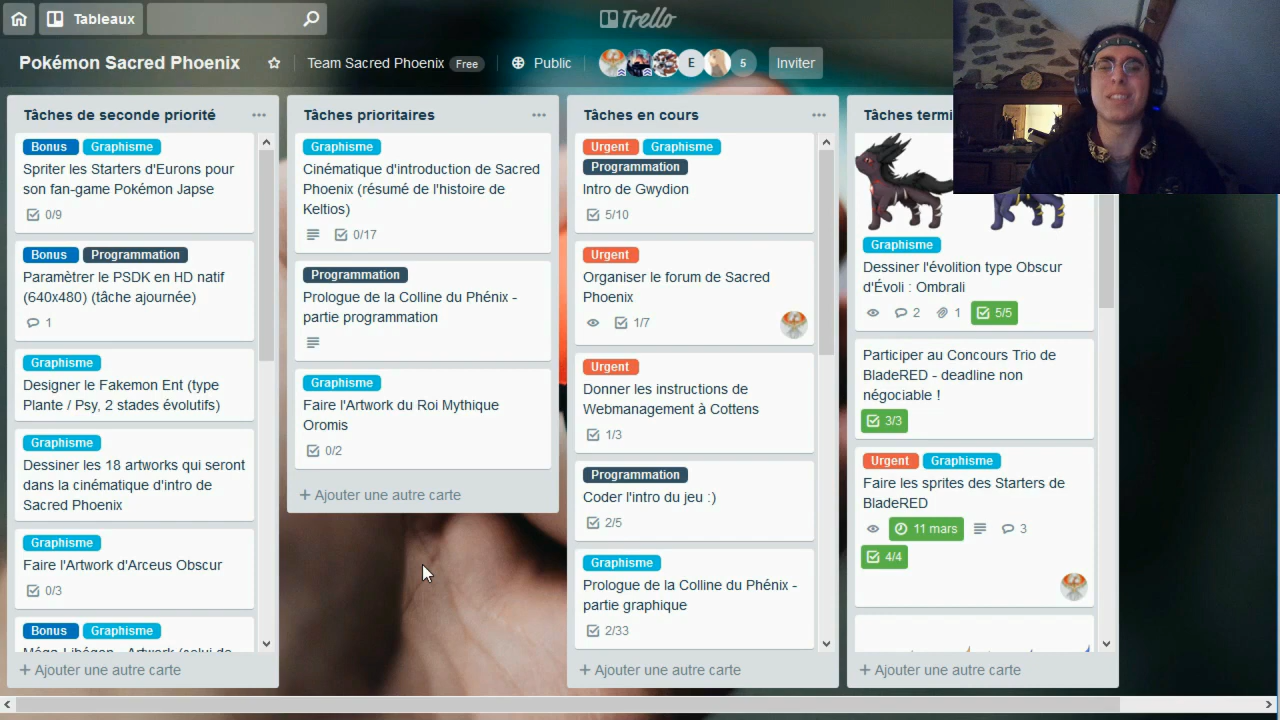 Tableaux
Trello
Pokémon Sacred Phoenix
Team Sacred Phoenix Free
Public
E
5
Inviter
Tâches de seconde priorité
Bonus Graphisme
Spriter les Starters d'Eurons pour
son fan-game Pokémon Japse
0/9
Bonus Programmation
Paramètrer le PSDK en HD natif
(640x480) (tâche ajournée)
1
Graphisme
Designer le Fakemon Ent (type
Plante / Psy, 2 stades évolutifs)
Graphisme
Dessiner les 18 artworks qui seront
dans la cinématique d'intro de
Sacred Phoenix
Graphisme
Faire l'Artwork d'Arceus Obscur
0/3
Bonus Graphisme
+ Ajouter une autre carte
Tâches prioritaires
Graphisme
Cinématique d'introduction de Sacred
Phoenix (résumé de l'histoire de
Keltios)
0/17
Programmation
Prologue de la Colline du Phénix -
partie programmation
Graphisme
Faire l'Artwork du Roi Mythique
Oromis
0/2
+ Ajouter une autre carte
Tâches en cours
Urgent Graphisme
Programmation
Intro de Gwydion
5/10
Urgent
Organiser le forum de Sacred
Phoenix
1/7
Urgent
Donner les instructions de
Webmanagement à Cottens
1/3
Programmation
Coder l'intro du jeu :)
2/5
Graphisme
Prologue de la Colline du Phénix -
partie graphique
2/33
+ Ajouter une autre carte
Tâches termi
Graphisme
Dessiner l'évolition type Obscur
d'Évoli : Ombrali
2 1 5/5
Participer au Concours Trio de
BladeRED - deadline non
négociable !
3/3
Urgent Graphisme
Faire les sprites des Starters de
BladeRED
11 mars 3
4/4
+ Ajouter une autre carte